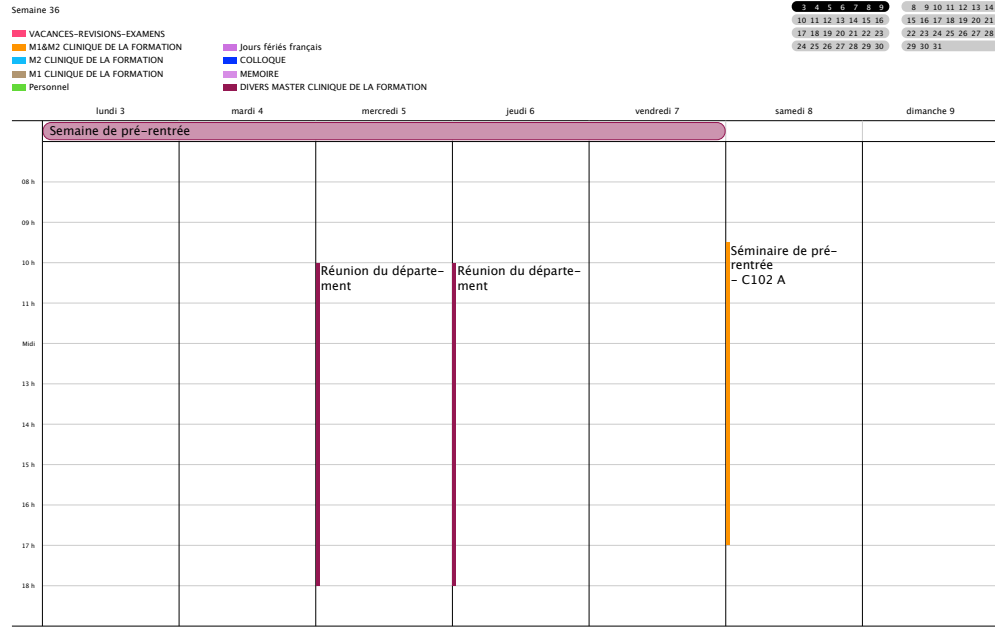 Semaine 36
3 4 5 6 7 8 9
10 11 12 13 14 15 16
17 18 19 20 21 22 23
24 25 26 27 28 29 30
8 9 10 11 12 13 14
15 16 17 18 19 20 21
22 23 24 25 26 27 28
29 30 31
VACANCES-REVISIONS-EXAMENS
M1&M2 CLINIQUE DE LA FORMATION
M2 CLINIQUE DE LA FORMATION
M1 CLINIQUE DE LA FORMATION
Personnel
Jours fériés français
COLLOQUE
MEMOIRE
DIVERS MASTER CLINIQUE DE LA FORMATION
lundi 3 mardi 4 mercredi 5 jeudi 6 vendredi 7 samedi 8 dimanche 9
Semaine de pré-rentrée
08 h
09 h
10 h
11 h
Midi
13 h
14 h
15 h
16 h
17 h
18 h
Réunion du départe-
ment
Réunion du départe-
ment
Séminaire de pré-
rentrée
- C102 A